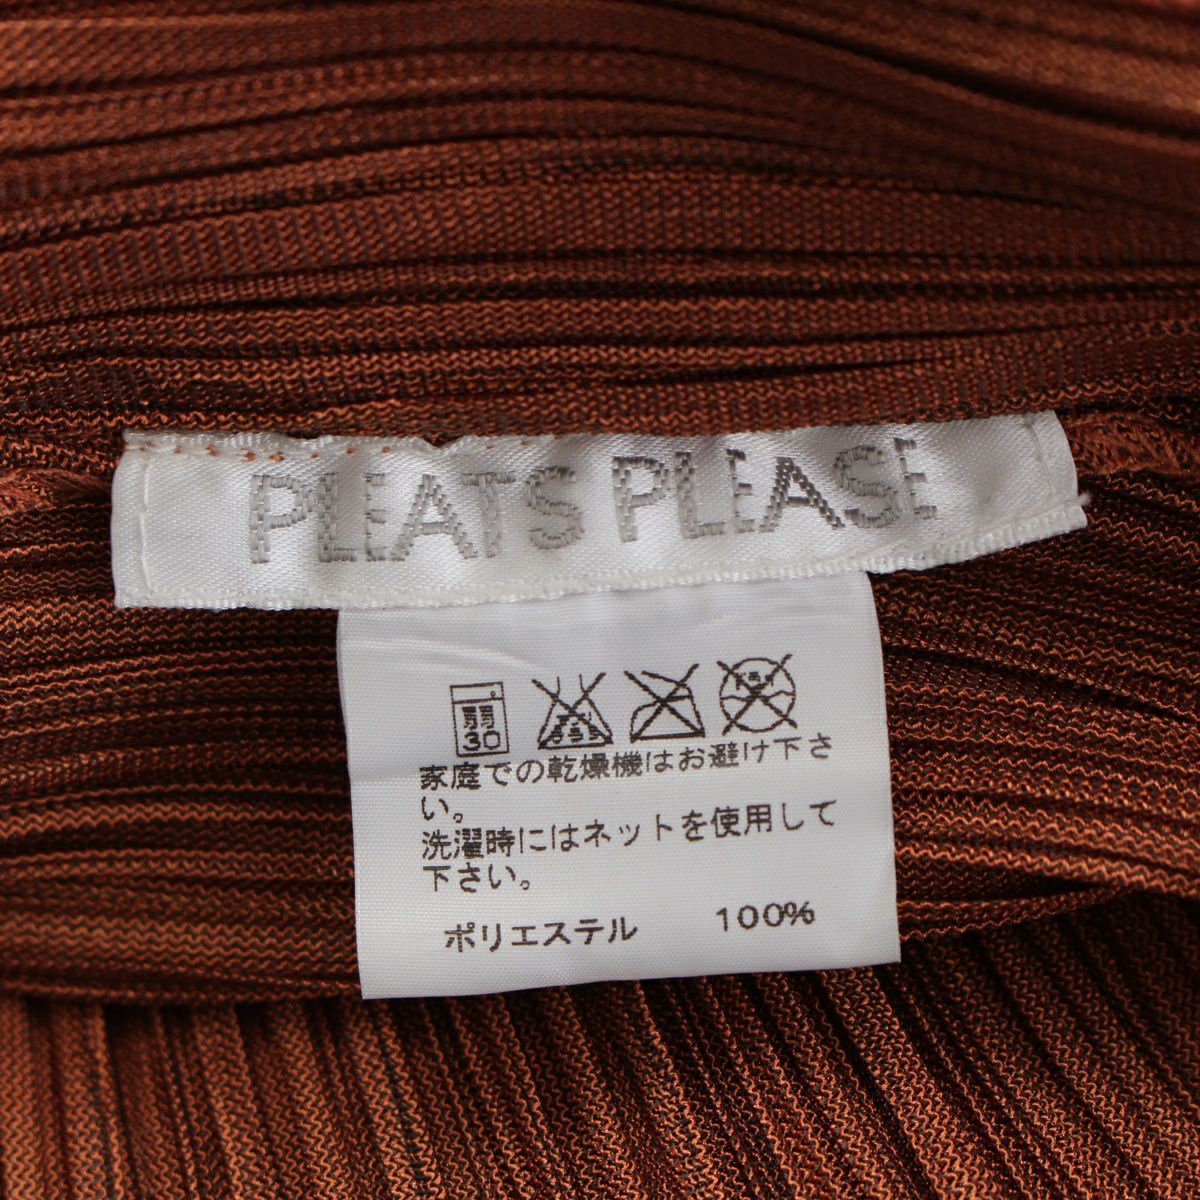 PLEATS PLEASE
弱
30
家庭での乾燥機はお避け下さ
い。
洗濯時にはネットを使用して
下さい。
ポリエステル 100%